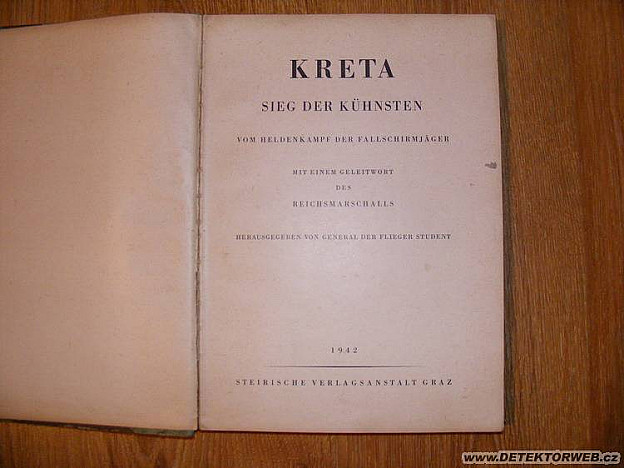 KRETA
SIEG DER KÜHNSTEN
VOM HELDENKAMPF DER FALLSCHIRMJÄGER
MIT EINEM GELEITWORT
DES
REICHSMARSCHALLS
HERAUSGEGEBEN VON GENERAL DER FLIEGER STUDENT
1942
STEIRISCHE VERLAGSANSTALT GRAZ
www.DETEKTORWEB.cz